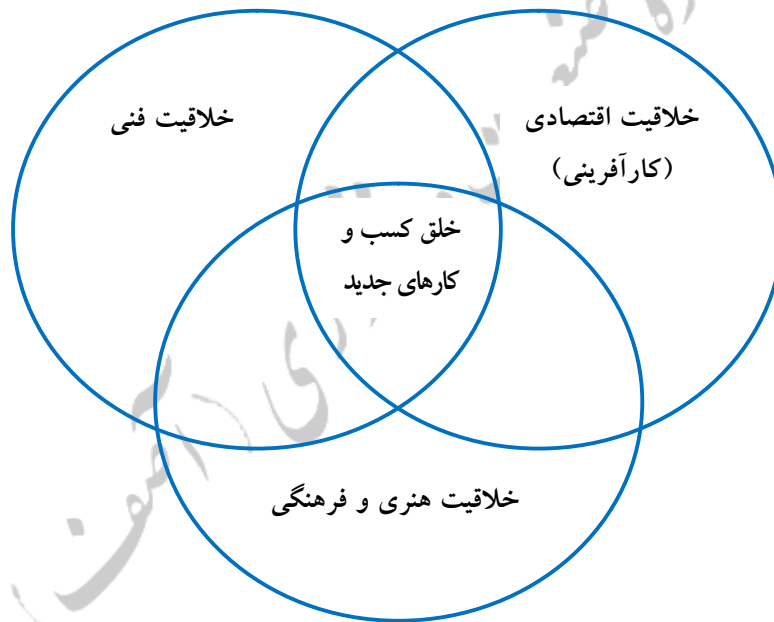 خلاقیت اقتصادی
(کارآفرینی)
خلاقیت فنی
خلق کسب و
کارهای جدید
خلاقیت هنری و فرهنگی